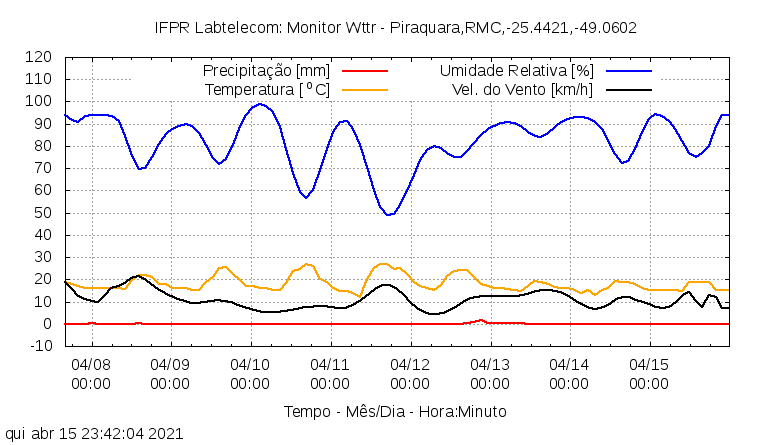 IFPR Labtelecom: Monitor Wttr - Piraquara,RMC,-25.4421,-49.0602
120
110
100
90
80
70
60
50
40
30
20
10
0
-10
Precipitação [mm]
Umidade Relativa [%]
Temperatura [⁰C]
Vel. do Vento [km/h]
04/08 04/09 04/10 04/11 04/12 04/13 04/14 04/15
00:00 00:00 00:00 00:00 00:00 00:00 00:00 00:00
Tempo - Mês/Dia - Hora:Minuto
qui abr 15 23:42:04 2021